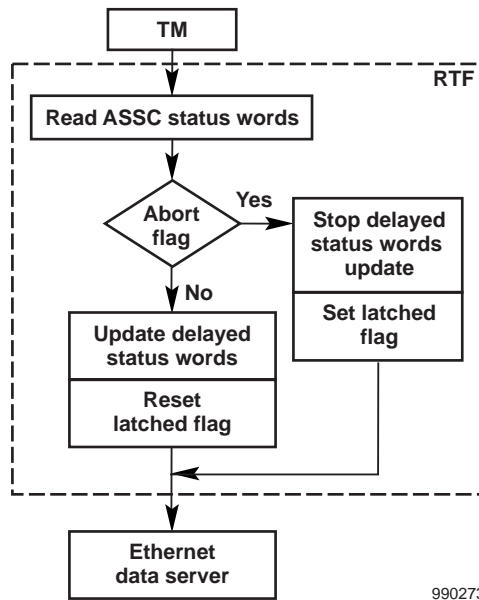 TM
RTF
Read ASSC status words
Abort
flag
Yes
No
Stop delayed
status words
update
Set latched
flag
Update delayed
status words
Reset
latched flag
Ethernet
data server
990273